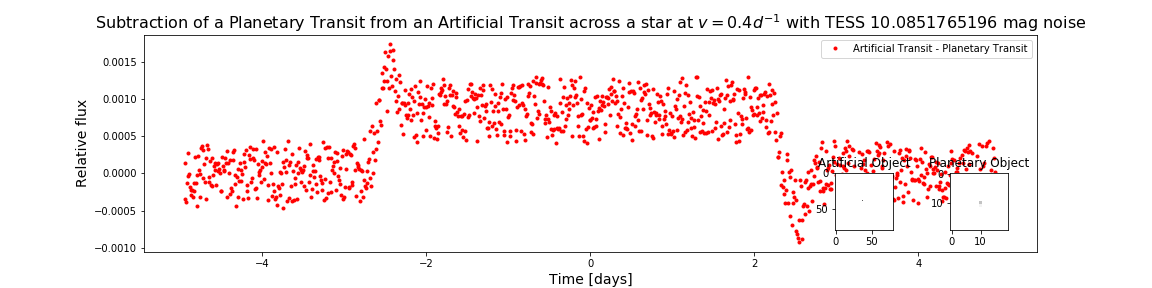 Subtraction of a Planetary Transit from an Artificial Transit across a star at v = 0.4d⁻¹ with TESS 10.0851765196 mag noise
Artificial Transit - Planetary Transit
Relative flux
0.0015
0.0010
0.0005
0.0000
−0.0005
−0.0010
Artificial Object
0
50
0 50
Planetary Object
0
10
0 10
−4 −2 0 2 4
Time [days]